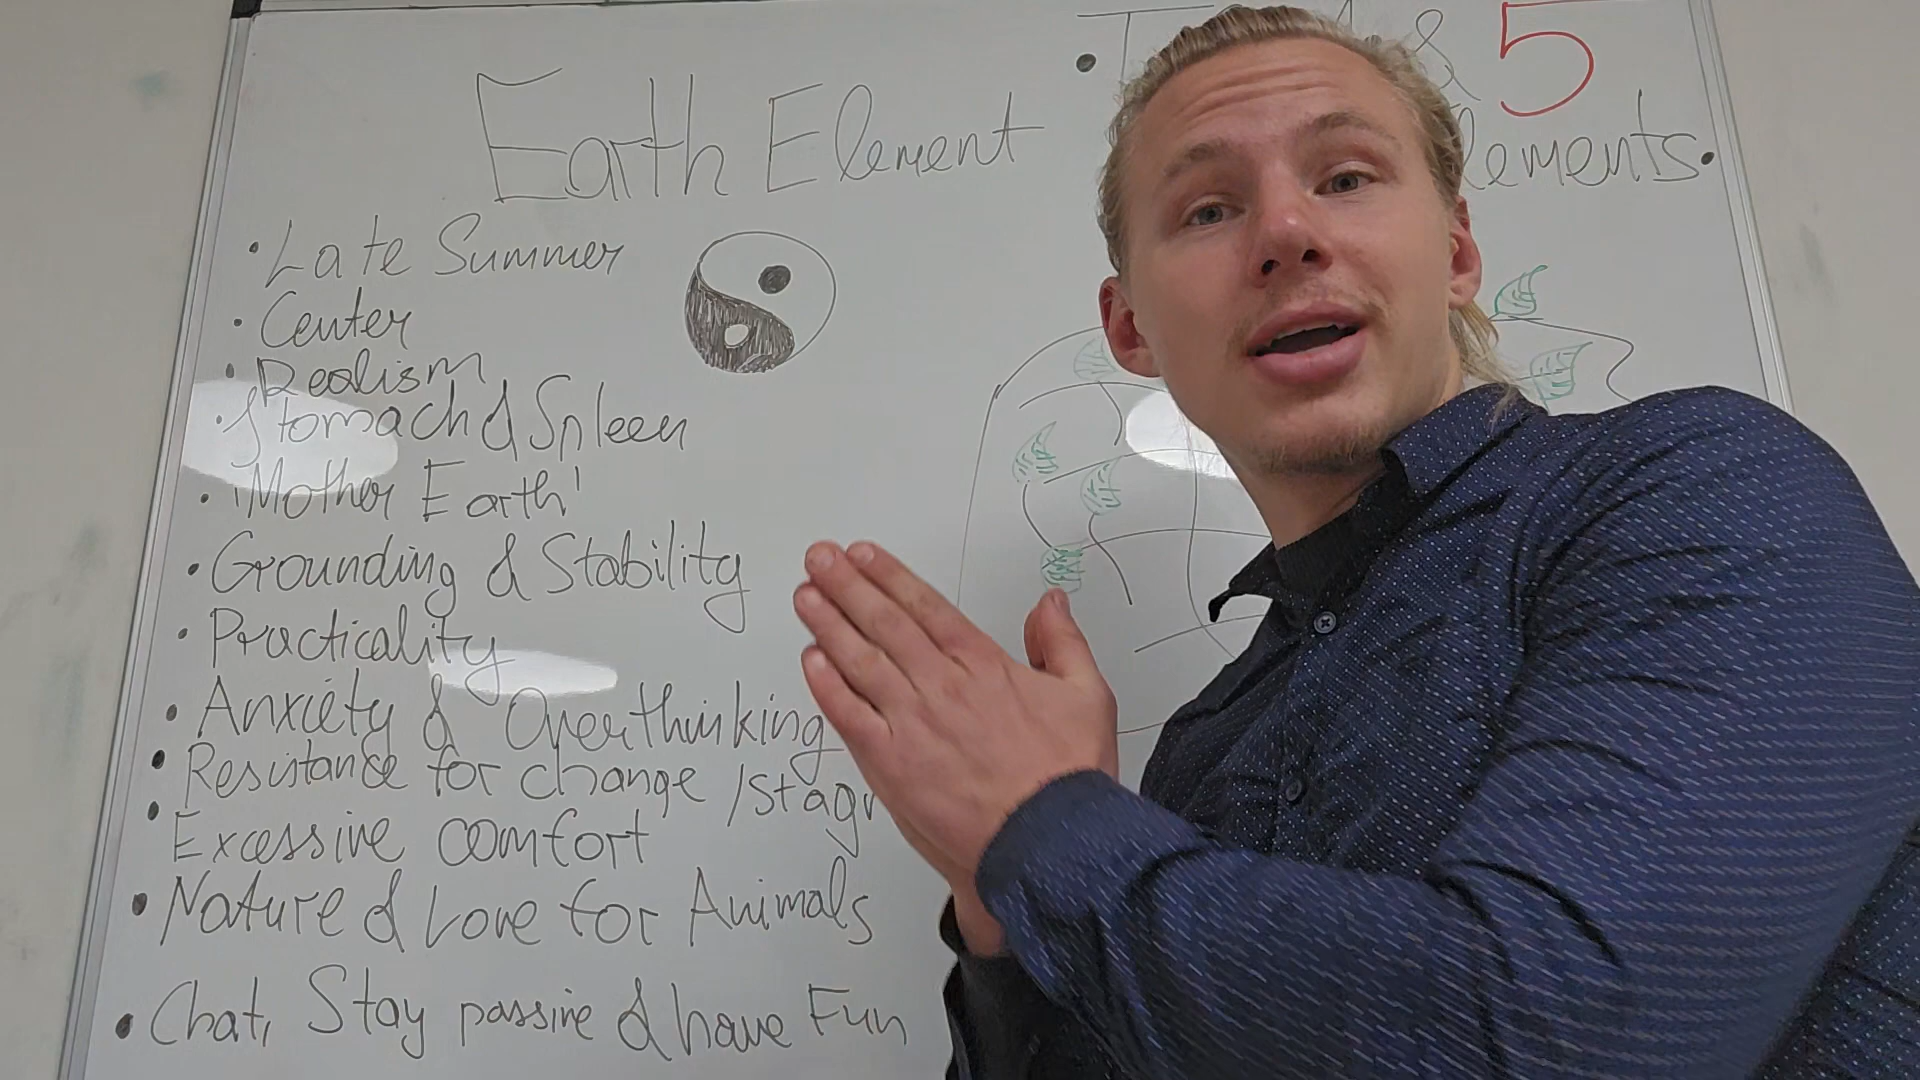 Earth Element
& 5
lements.
• Late Summer
• Center
• Realism
• Stomach & Spleen
• 'Mother Earth'
• Grounding & Stability
• Practicality
• Anxiety & Overthinking
• Resistance for change /stagn
• Excessive comfort
• Nature & Love for Animals
• Chat, Stay passive & have Fun